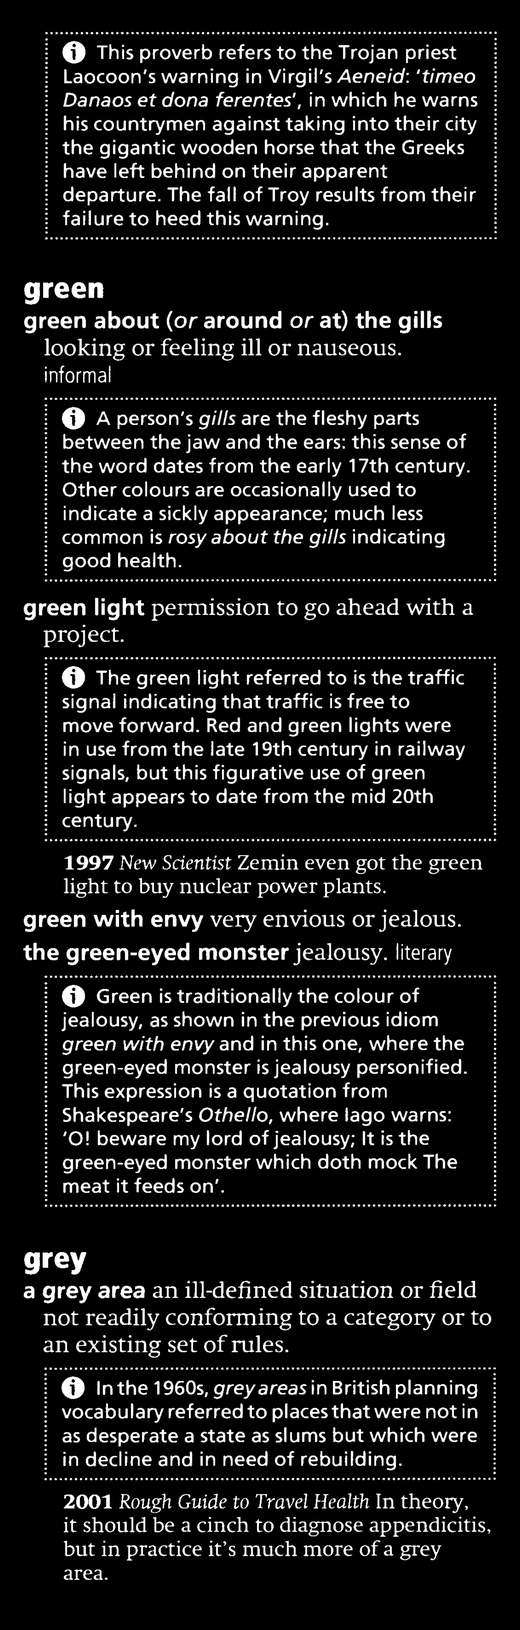 ⓘ This proverb refers to the Trojan priest
Laocoon's warning in Virgil's Aeneid: 'timeo
Danaos et dona ferentes', in which he warns
his countrymen against taking into their city
the gigantic wooden horse that the Greeks
have left behind on their apparent
departure. The fall of Troy results from their
failure to heed this warning.
green
green about (or around or at) the gills
looking or feeling ill or nauseous.
informal
ⓘ A person's gills are the fleshy parts
between the jaw and the ears: this sense of
the word dates from the early 17th century.
Other colours are occasionally used to
indicate a sickly appearance; much less
common is rosy about the gills indicating
good health.
green light permission to go ahead with a
project.
ⓘ The green light referred to is the traffic
signal indicating that traffic is free to
move forward. Red and green lights were
in use from the late 19th century in railway
signals, but this figurative use of green
light appears to date from the mid 20th
century.
1997 New Scientist Zemin even got the green
light to buy nuclear power plants.
green with envy very envious or jealous.
the green-eyed monster jealousy. literary
ⓘ Green is traditionally the colour of
jealousy, as shown in the previous idiom
green with envy and in this one, where the
green-eyed monster is jealousy personified.
This expression is a quotation from
Shakespeare's Othello, where Iago warns:
'O! beware my lord of jealousy; It is the
green-eyed monster which doth mock The
meat it feeds on'.
grey
a grey area an ill-defined situation or field
not readily conforming to a category or to
an existing set of rules.
ⓘ In the 1960s, grey areas in British planning
vocabulary referred to places that were not in
as desperate a state as slums but which were
in decline and in need of rebuilding.
2001 Rough Guide to Travel Health In theory,
it should be a cinch to diagnose appendicitis,
but in practice it's much more of a grey
area.